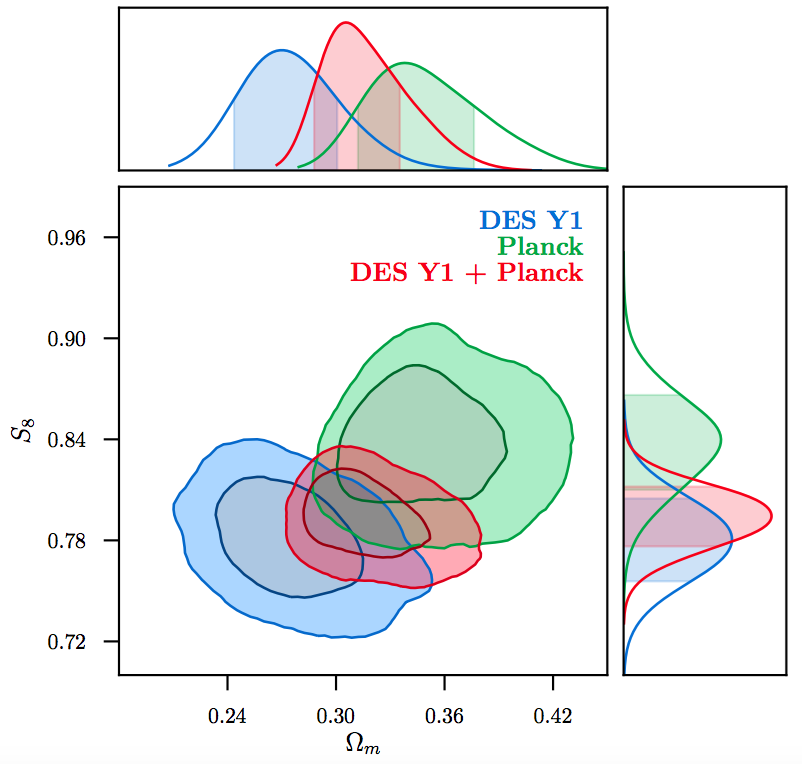 DES Y1
Planck
DES Y1 + Planck
0.96
0.90
0.84
0.78
0.72
S₈
0.24 0.30 0.36 0.42
Ωₘ